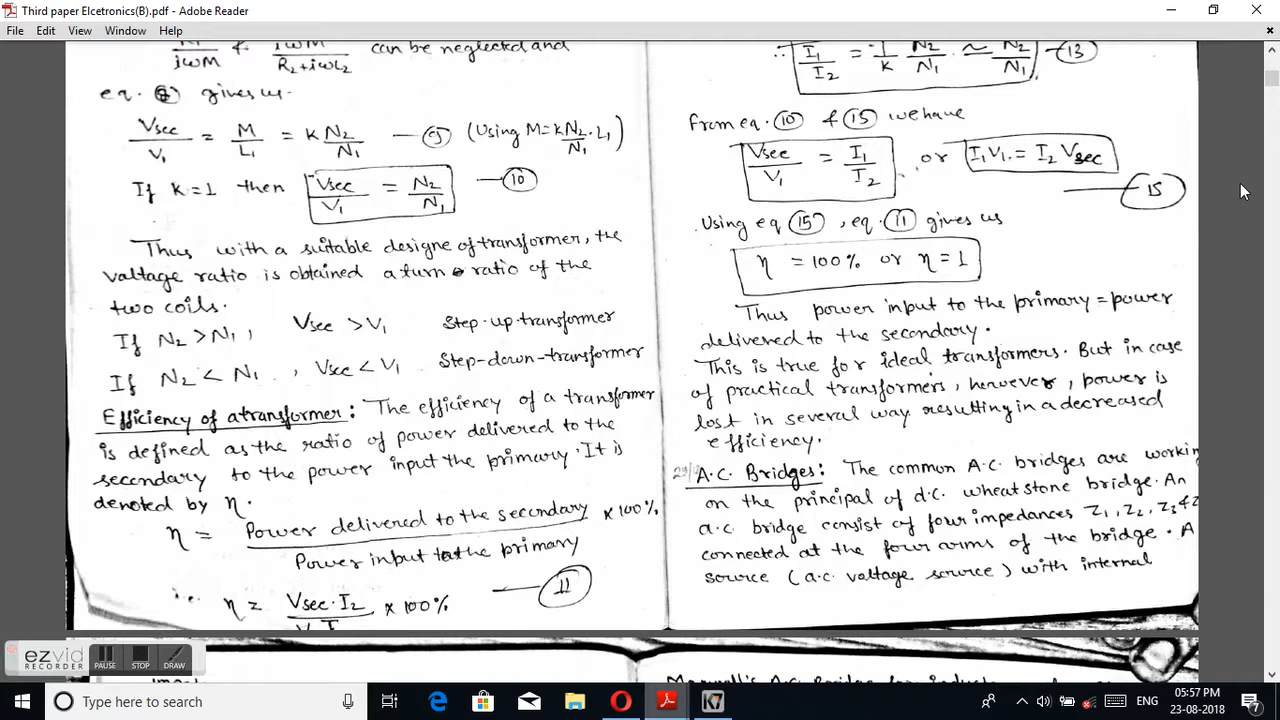 Third paper Elcetronics(B).pdf - Adobe Reader
File Edit View Window Help
jωM & jωM / R2+jωL2 can be neglected and
eq. gives us.
Vsec/V1 = M/L1 = K N2/N1 — (9) (Using M = KN2/N1 . L1)
If K=1 then Vsec/V1 = N2/N1 — (10)
Thus with a suitable designe of transformer, the
voltage ratio is obtained a turn ratio of the
two coils.
If N2 > N1, Vsec > V1 Step-up-transformer
If N2 < N1, Vsec < V1 Step-down-transformer
Efficiency of a transformer: The efficiency of a transformer
is defined as the ratio of power delivered to the
secondary to the power input the primary. It is
denoted by η.
η = Power delivered to the secondary / Power input to the primary × 100%
i.e. η = Vsec . I2 / V1 I × 100% — (11)
∴ I1/I2 = -1/K N2/N1 ≃ N2/N1 — (13)
From eq. (10) & (15) we have
Vsec/V1 = I1/I2 or I1V1 = I2 Vsec
— (15)
Using eq (15), eq. (11) gives us
η = 100% or η = 1
Thus power input to the primary = power
delivered to the secondary.
This is true for ideal transformers. But in case
of practical transformers, however, power is
lost in several way resulting in a decreased
efficiency.
A.C. Bridges: The common A.C. bridges are workin
on the principal of d.c. wheatstone bridge. An
a.c. bridge consist of four impedances Z1, Z2, Z3 & Z
connected at the four arms of the bridge. A
source (a.c. voltage source) with internal
ezvid
RECORDER
PAUSE STOP DRAW
Type here to search
ENG
05:57 PM
23-08-2018
7